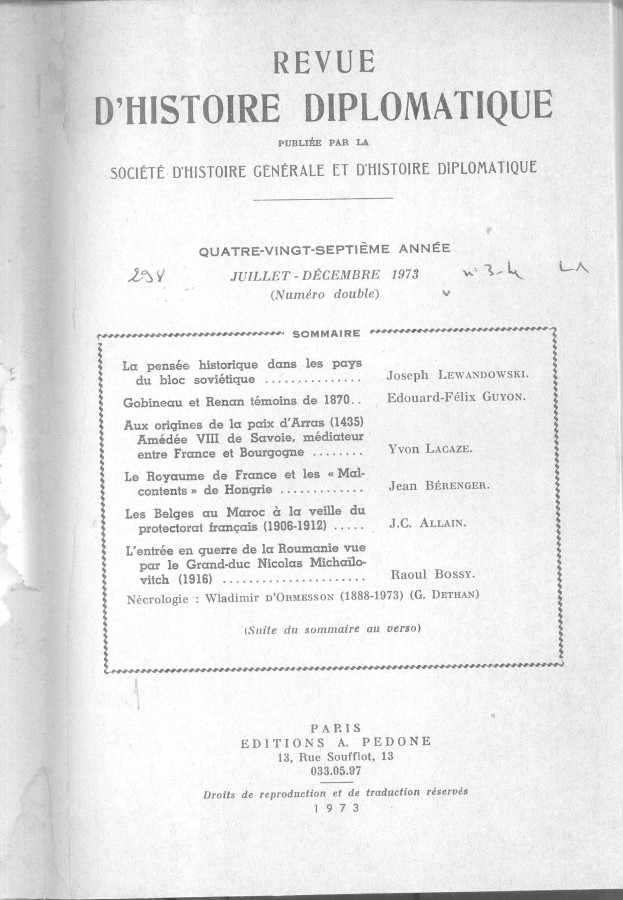 REVUE
D'HISTOIRE DIPLOMATIQUE
PUBLIÉE PAR LA
SOCIÉTÉ D'HISTOIRE GÉNÉRALE ET D'HISTOIRE DIPLOMATIQUE
QUATRE-VINGT-SEPTIÈME ANNÉE
298 JUILLET - DÉCEMBRE 1973 n° 3-4
(Numéro double)
SOMMAIRE
La pensée historique dans les pays
du bloc soviétique ............... Joseph LEWANDOWSKI.
Gobineau et Renan témoins de 1870.. Edouard-Félix GUYON.
Aux origines de la paix d'Arras (1435)
Amédée VIII de Savoie, médiateur
entre France et Bourgogne ........ Yvon LACAZE.
Le Royaume de France et les « Mal-
contents » de Hongrie ............. Jean BÉRENGER.
Les Belges au Maroc à la veille du
protectorat français (1906-1912) ..... J.C. ALLAIN.
L'entrée en guerre de la Roumanie vue
par le Grand-duc Nicolas Michaïlo-
vitch (1916) ...................... Raoul BOSSY.
Nécrologie : Wladimir D'ORMESSON (1888-1973) (G. DETHAN)
(Suite du sommaire au verso)
PARIS
EDITIONS A. PEDONE
13, Rue Soufflot, 13
033.05.97
Droits de reproduction et de traduction réservés
1973